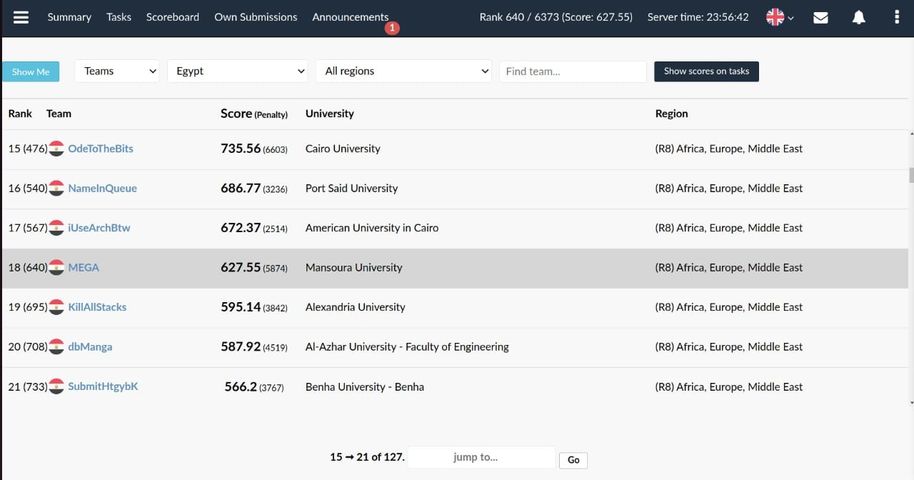 Summary Tasks Scoreboard Own Submissions Announcements 1 Rank 640 / 6373 (Score: 627.55) Server time: 23:56:42
Show Me Teams Egypt All regions Find team... Show scores on tasks
Rank Team Score (Penalty) University Region
15 (476) OdeToTheBits 735.56 (6603) Cairo University (R8) Africa, Europe, Middle East
16 (540) NameInQueue 686.77 (3236) Port Said University (R8) Africa, Europe, Middle East
17 (567) iUseArchBtw 672.37 (2514) American University in Cairo (R8) Africa, Europe, Middle East
18 (640) MEGA 627.55 (5874) Mansoura University (R8) Africa, Europe, Middle East
19 (695) KillAllStacks 595.14 (3842) Alexandria University (R8) Africa, Europe, Middle East
20 (708) dbManga 587.92 (4519) Al-Azhar University - Faculty of Engineering (R8) Africa, Europe, Middle East
21 (733) SubmitHtgybK 566.2 (3767) Benha University - Benha (R8) Africa, Europe, Middle East
15 → 21 of 127. jump to... Go